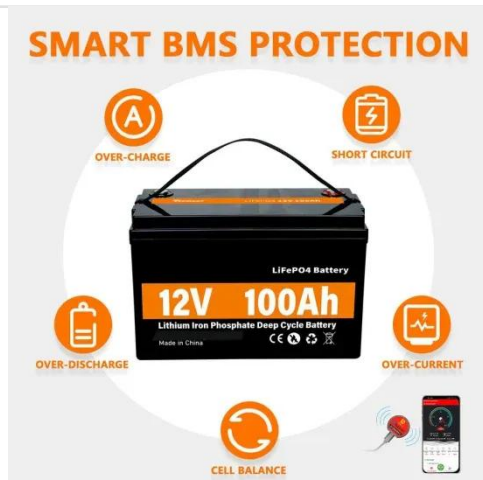 SMART BMS PROTECTION
OVER-CHARGE
SHORT CIRCUIT
LiFePO4 Battery
12V 100Ah
Lithium Iron Phosphate Deep Cycle Battery
Made in China
CE
OVER-DISCHARGE
OVER-CURRENT
CELL BALANCE